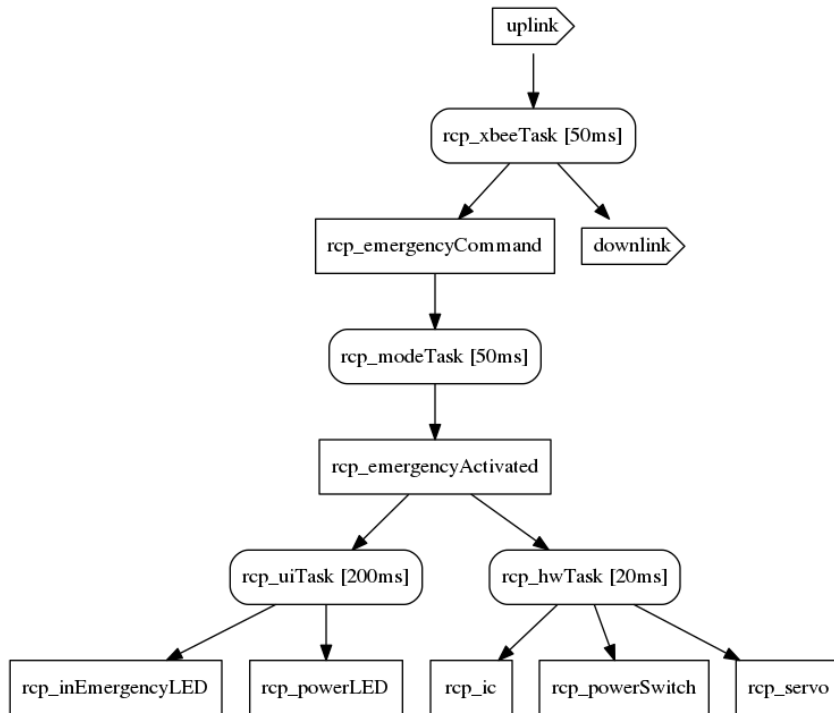 uplink
rcp_xbeeTask [50ms]
rcp_emergencyCommand
downlink
rcp_modeTask [50ms]
rcp_emergencyActivated
rcp_uiTask [200ms]
rcp_hwTask [20ms]
rcp_inEmergencyLED
rcp_powerLED
rcp_ic
rcp_powerSwitch
rcp_servo